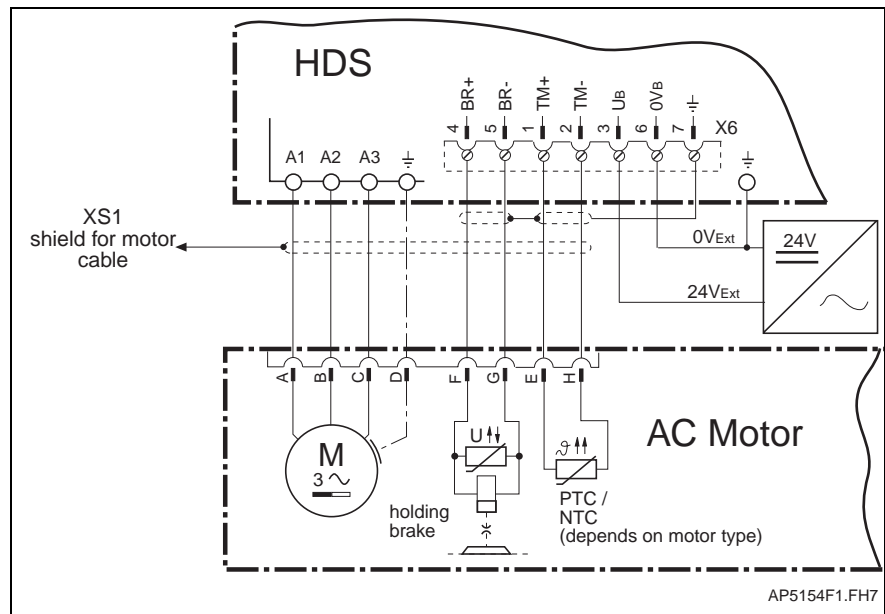 HDS
BR+
BR-
TM+
TM-
UB
0VB
4
5
1
2
3
6
7
X6
A1 A2 A3
XS1
shield for motor
cable
0VExt
24VExt
24V
A B C D F G E H
M
3
U
ϑ
AC Motor
holding
brake
PTC /
NTC
(depends on motor type)
AP5154F1.FH7